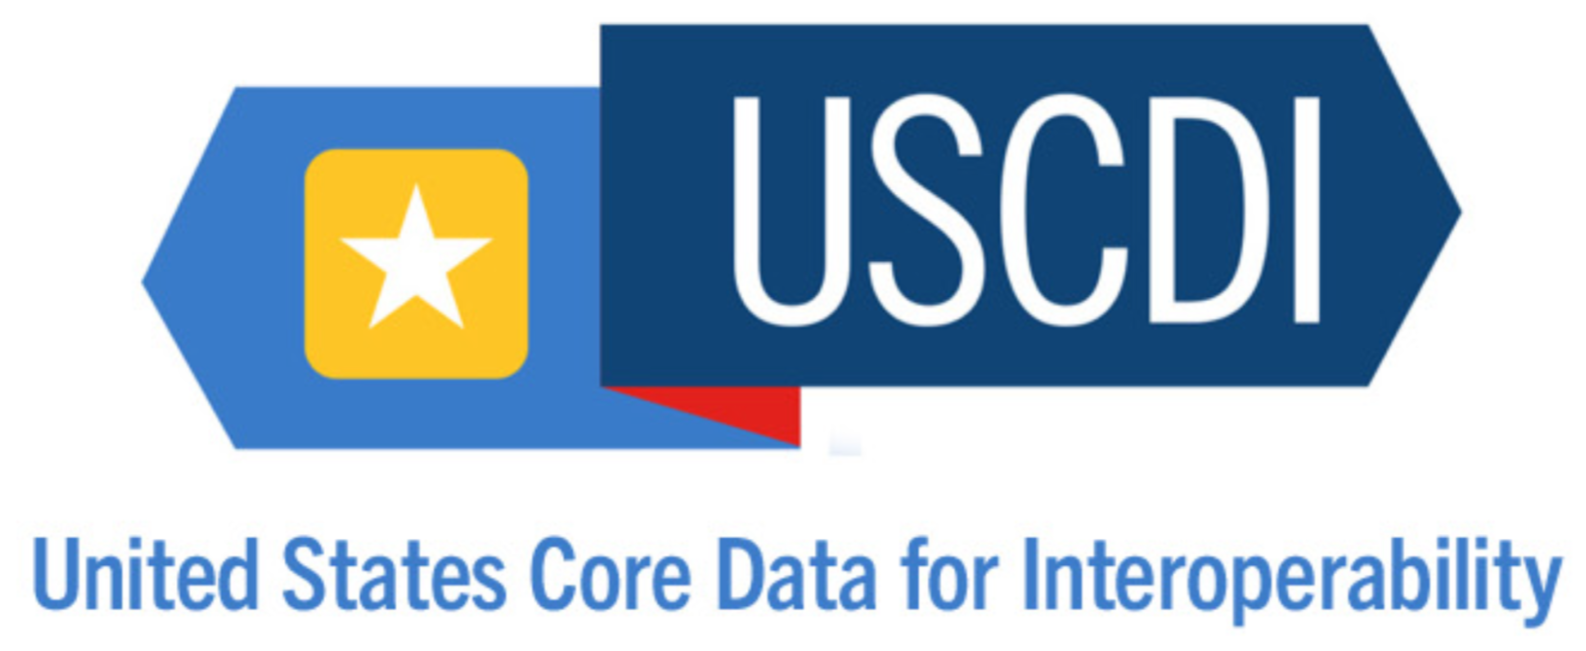 USCDI
United States Core Data for Interoperability